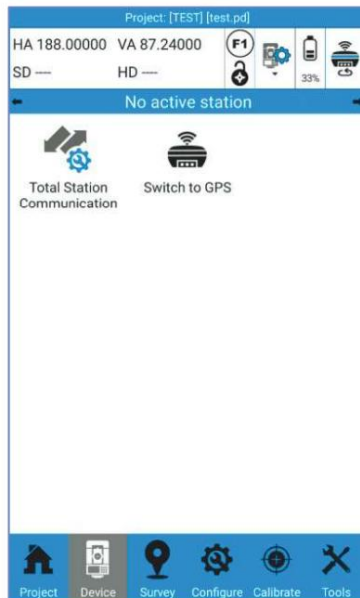 Project: [TEST] [test.pd]
HA 188.00000 VA 87.24000
F1
SD --- HD ---
33%
No active station
Total Station
Communication
Switch to GPS
Project Device Survey Configure Calibrate Tools